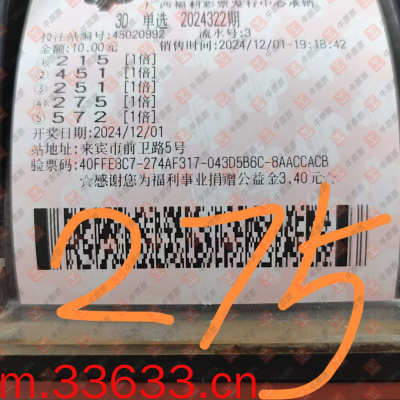 广西福利彩票发行中心承销
3D 单选 2024322期
投注站编号:45020992 流水号:3
金额:10.00元 销售时间:2024/12/01-19:18:42
① 215 [1倍]
② 451 [1倍]
③ 251 [1倍]
④ 275 [1倍]
⑤ 572 [1倍]
开奖日期:2024/12/01
站地址:来宾市前卫路5号
验票码:40FFE8C7-274AF317-043D5B6C-8AACCACB
☆感谢您为福利事业捐赠公益金3.40元☆
275
m.33633.cn